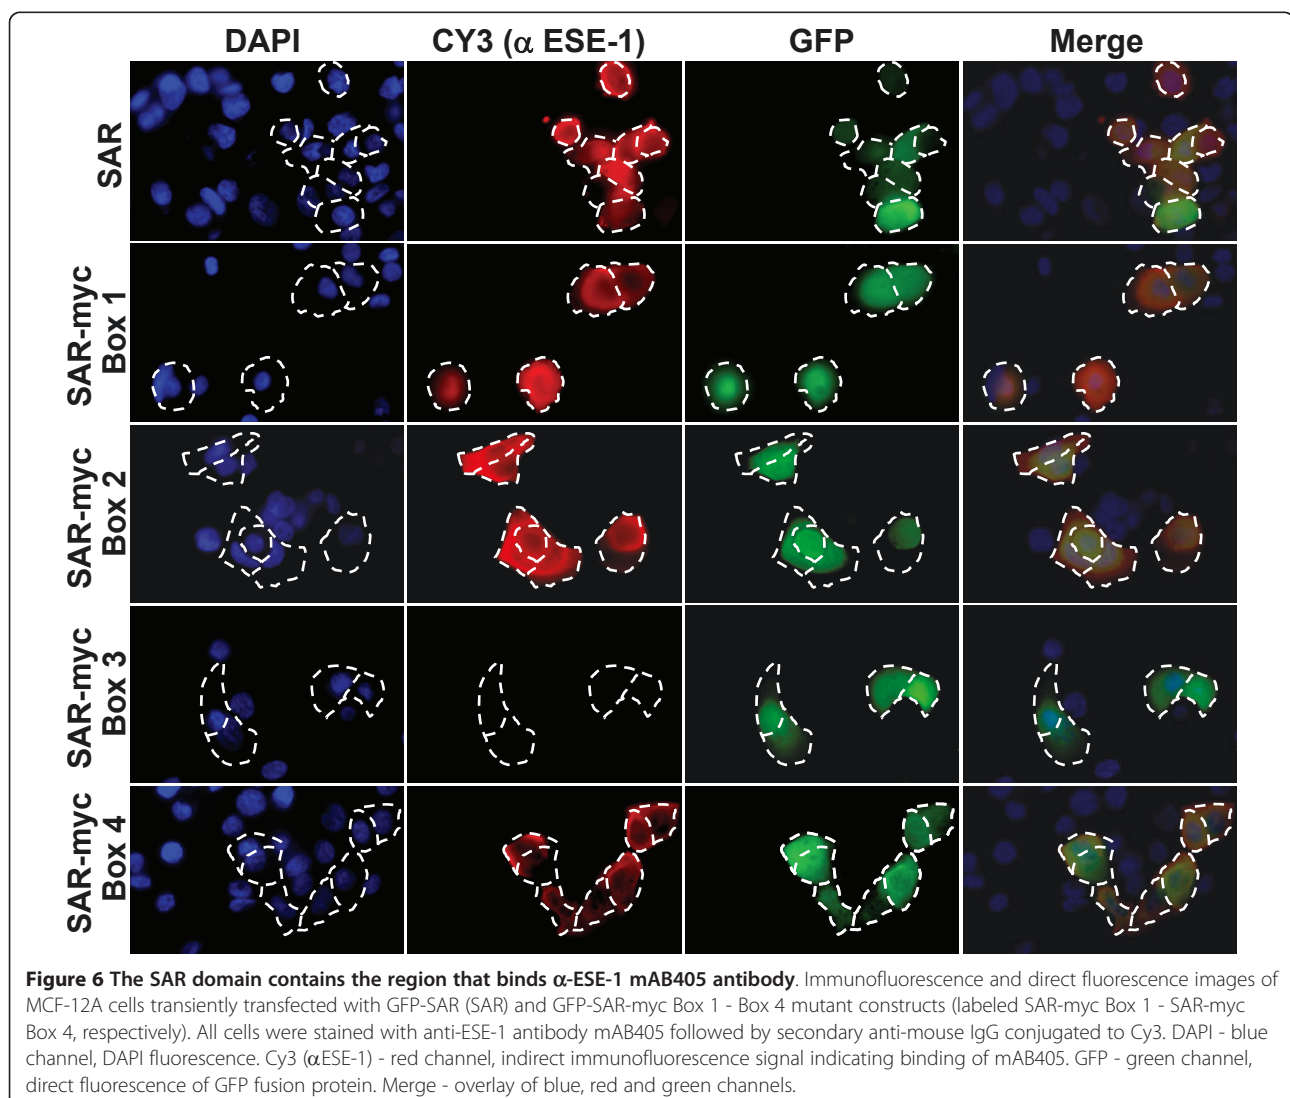 DAPI CY3 (α ESE-1) GFP Merge
SAR
SAR-myc
Box 1
SAR-myc
Box 2
SAR-myc
Box 3
SAR-myc
Box 4
Figure 6 The SAR domain contains the region that binds α-ESE-1 mAB405 antibody. Immunofluorescence and direct fluorescence images of
MCF-12A cells transiently transfected with GFP-SAR (SAR) and GFP-SAR-myc Box 1 - Box 4 mutant constructs (labeled SAR-myc Box 1 - SAR-myc
Box 4, respectively). All cells were stained with anti-ESE-1 antibody mAB405 followed by secondary anti-mouse IgG conjugated to Cy3. DAPI - blue
channel, DAPI fluorescence. Cy3 (αESE-1) - red channel, indirect immunofluorescence signal indicating binding of mAB405. GFP - green channel,
direct fluorescence of GFP fusion protein. Merge - overlay of blue, red and green channels.